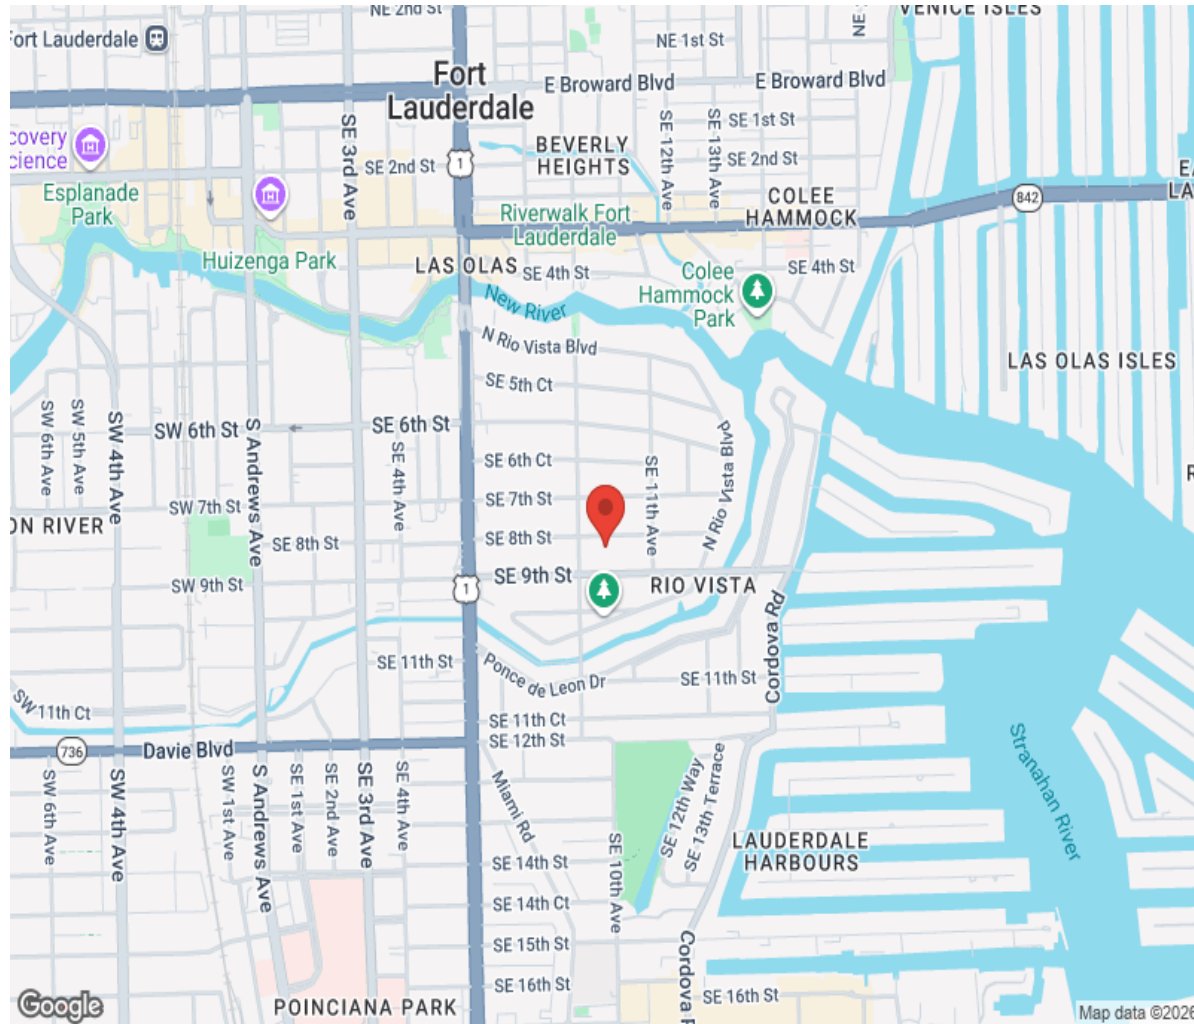 NE 2nd St
VENICE ISLES
Fort Lauderdale
NE 1st St
Fort
Lauderdale
E Broward Blvd
E Broward Blvd
SE 3rd Ave
SE 12th Ave
SE 13th Ave
SE 1st St
covery
cience
BEVERLY
HEIGHTS
SE 2nd St
1
SE 2nd St
Esplanade
Park
COLEE
HAMMOCK
842
LA
Riverwalk Fort
Lauderdale
Huizenga Park
LAS OLAS
SE 4th St
Colee
Hammock
Park
SE 4th St
New River
N Rio Vista Blvd
LAS OLAS ISLES
SE 5th Ct
SW 6th Ave
SW 5th Ave
SW 4th Ave
SW 6th St
S Andrews Ave
SE 6th St
SE 4th Ave
SE 6th Ct
SE 11th Ave
N Rio Vista Blvd
SE 7th St
SW 7th St
ON RIVER
SE 8th St
SE 8th St
SE 9th St
SW 9th St
1
RIO VISTA
Cordova Rd
SE 11th St
Ponce de Leon Dr
SE 11th St
SW 11th Ct
SE 11th Ct
SE 12th St
736
Davie Blvd
Stranahan River
SW 6th Ave
SW 4th Ave
SW 1st Ave
S Andrews Ave
SE 1st Ave
SE 2nd Ave
SE 3rd Ave
SE 4th Ave
Miami Rd
SE 12th Way
SE 13th Terrace
LAUDERDALE
HARBOURS
SE 14th St
SE 10th Ave
SE 14th Ct
SE 15th St
Cordova
SE 16th St
SE 16th St
POINCIANA PARK
Google
Map data ©2026